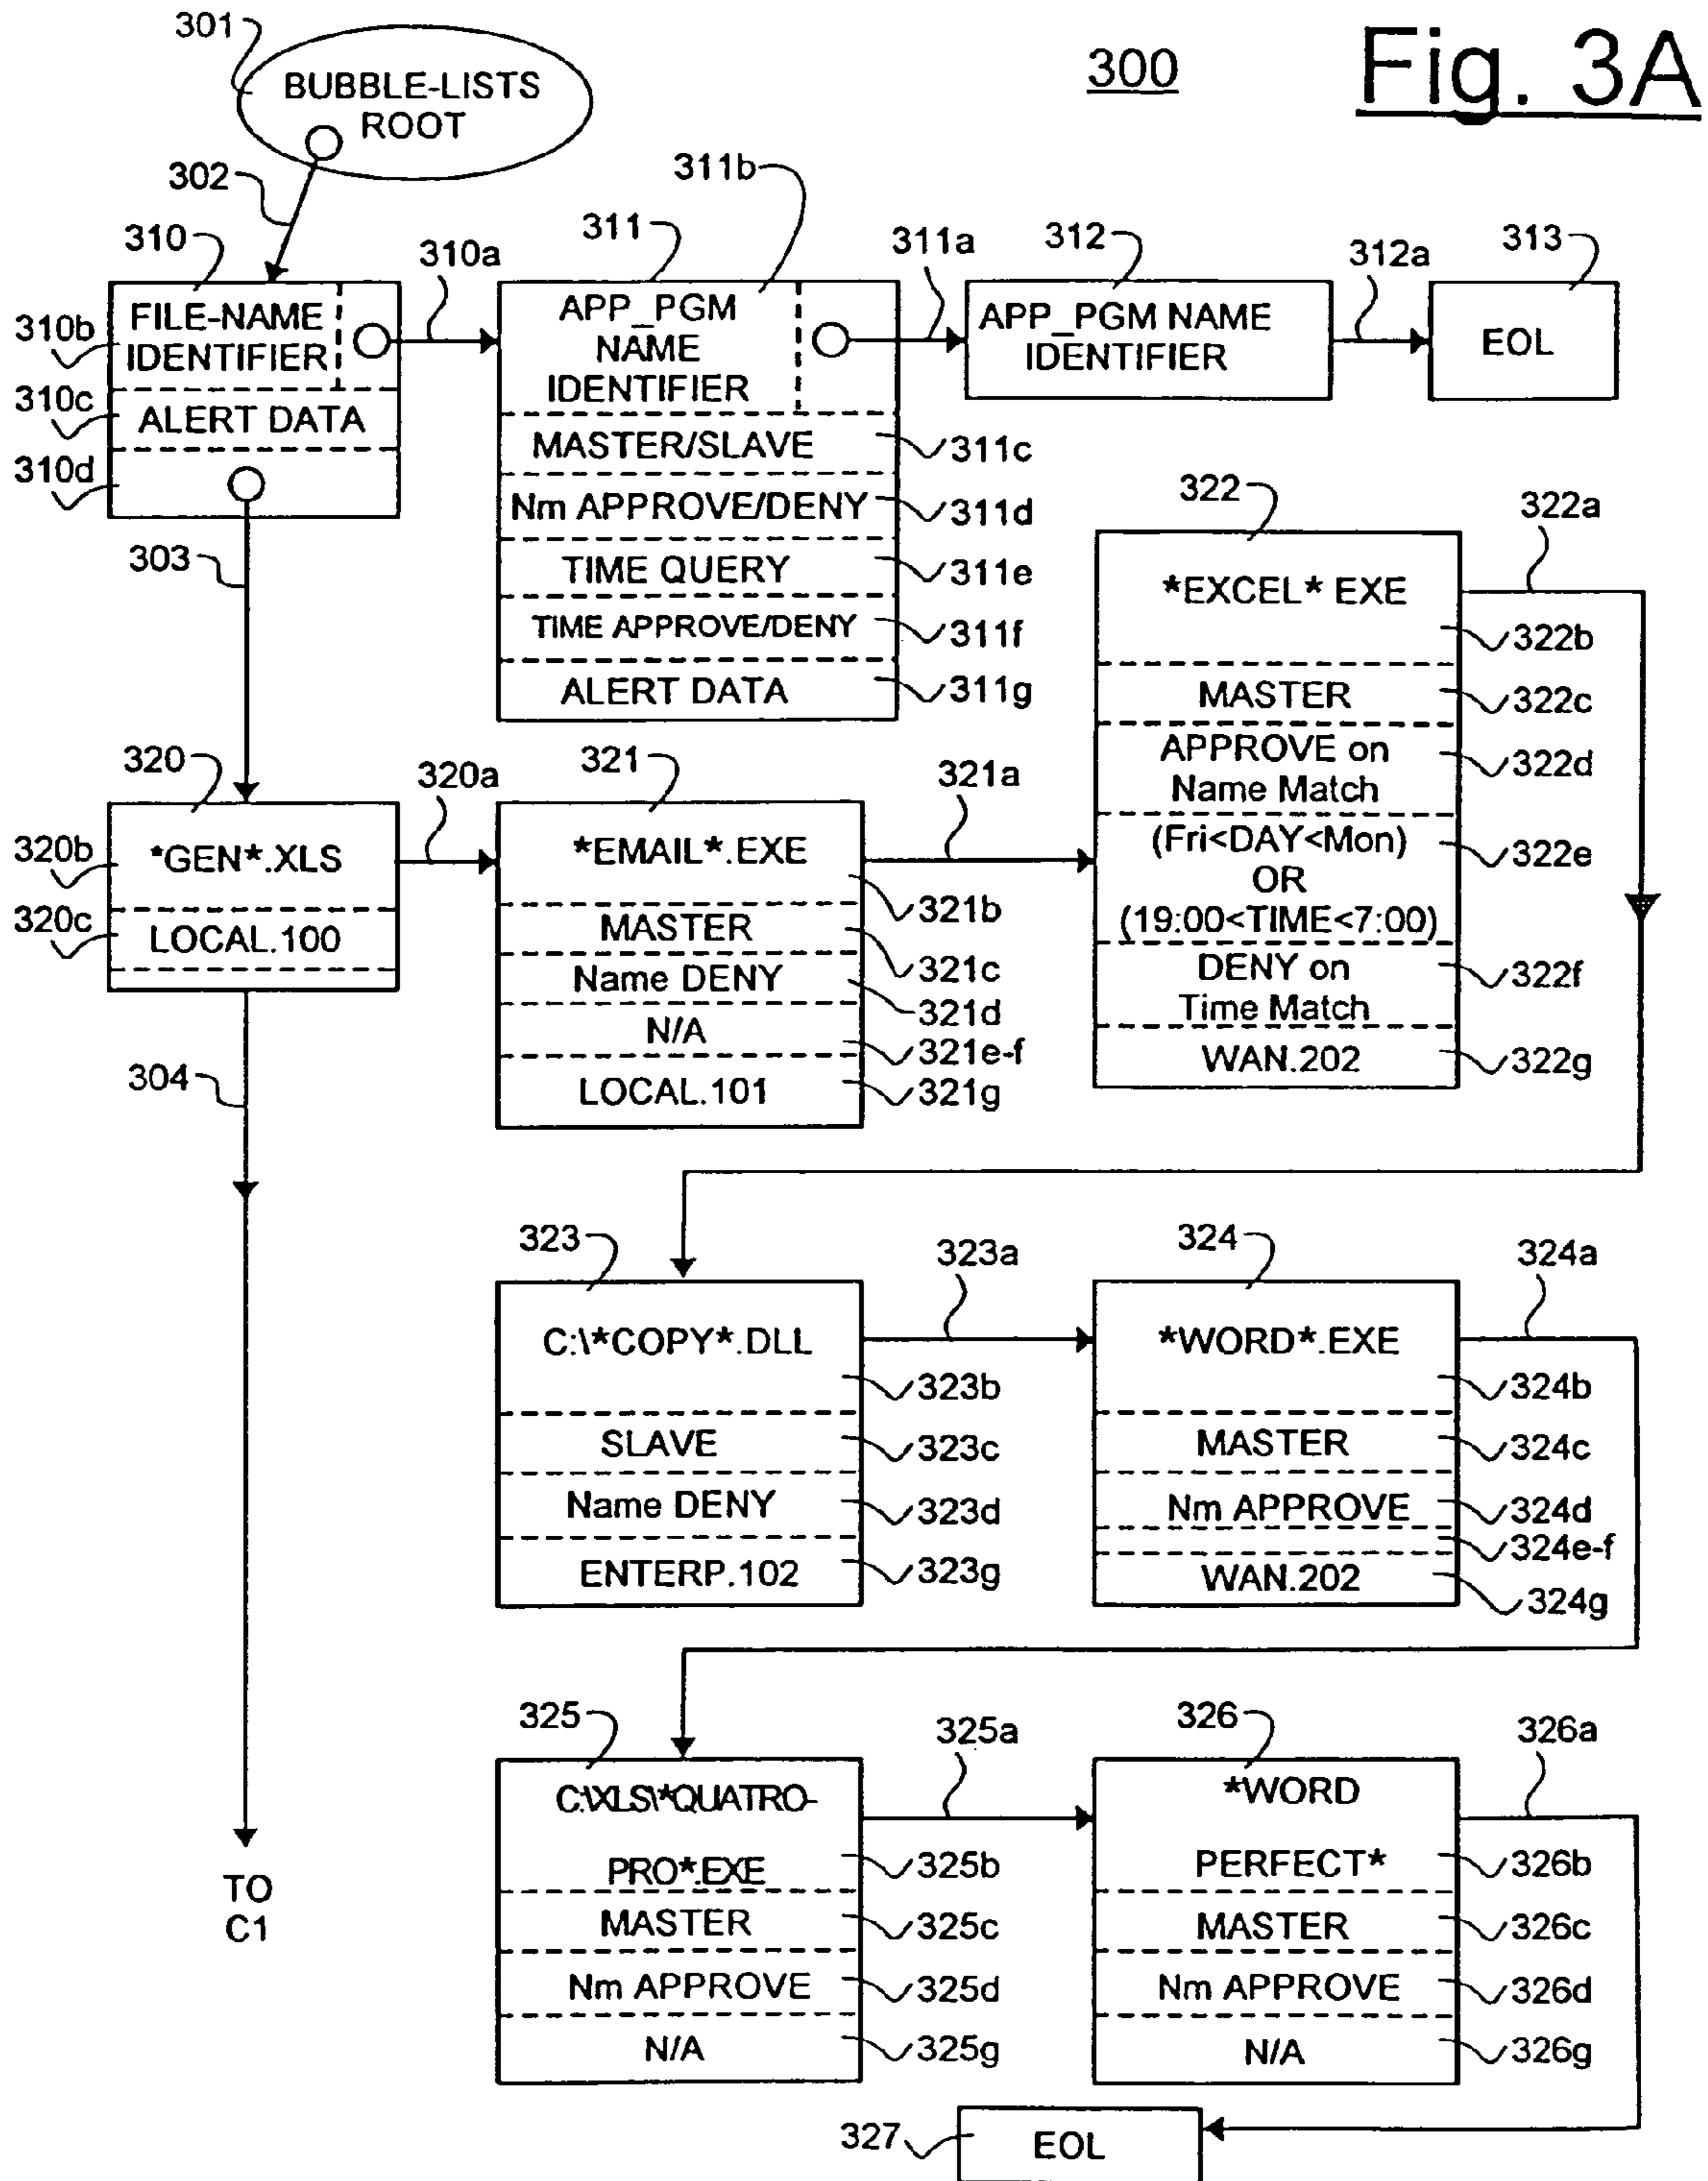 Fig. 3A
300
301
BUBBLE-LISTS
ROOT
302
310
310a
311
311b
311a
312
312a
313
310b
FILE-NAME
IDENTIFIER
310c
ALERT DATA
310d
APP_PGM
NAME
IDENTIFIER
MASTER/SLAVE
311c
Nm APPROVE/DENY
311d
TIME QUERY
311e
TIME APPROVE/DENY
311f
ALERT DATA
311g
APP_PGM NAME
IDENTIFIER
EOL
303
320
320a
321
321a
322
322a
320b
*GEN*.XLS
320c
LOCAL.100
*EMAIL*.EXE
321b
MASTER
321c
Name DENY
321d
N/A
321e-f
LOCAL.101
321g
*EXCEL* EXE
322b
MASTER
322c
APPROVE on
Name Match
322d
(Fri<DAY<Mon)
OR
(19:00<TIME<7:00)
322e
DENY on
Time Match
322f
WAN.202
322g
304
TO
C1
323
323a
324
324a
C:\*COPY*.DLL
323b
SLAVE
323c
Name DENY
323d
ENTERP.102
323g
*WORD*.EXE
324b
MASTER
324c
Nm APPROVE
324d
324e-f
WAN.202
324g
325
325a
326
326a
C:\XLS\*QUATRO-
PRO*.EXE
325b
MASTER
325c
Nm APPROVE
325d
N/A
325g
*WORD
PERFECT*
326b
MASTER
326c
Nm APPROVE
326d
N/A
326g
327
EOL